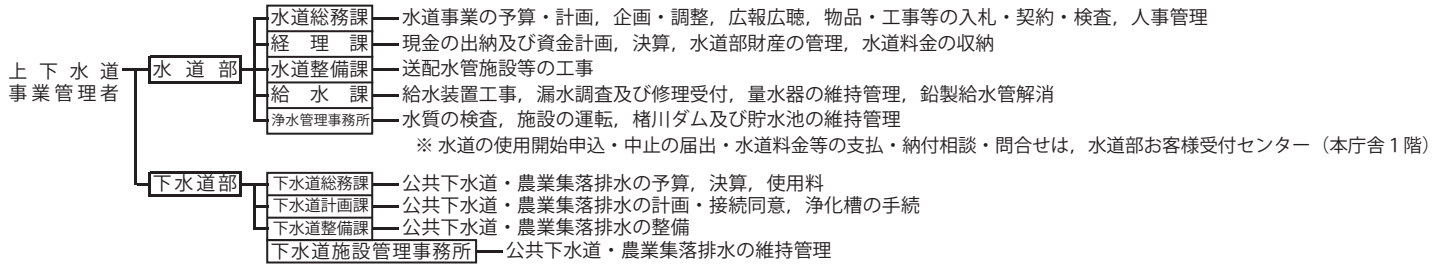 水道総務課 水道事業の予算・計画，企画・調整，広報広聴，物品・工事等の入札・契約・検査，人事管理
経理課 現金の出納及び資金計画，決算，水道部財産の管理，水道料金の収納
上下水道事業管理者 水道部 水道整備課 送配水管施設等の工事
給水課 給水装置工事，漏水調査及び修理受付，量水器の維持管理，鉛製給水管解消
浄水管理事務所 水質の検査，施設の運転，楮川ダム及び貯水池の維持管理
※ 水道の使用開始申込・中止の届出・水道料金等の支払・納付相談・問合せは，水道部お客様受付センター（本庁舎１階）
下水道部 下水道総務課 公共下水道・農業集落排水の予算，決算，使用料
下水道計画課 公共下水道・農業集落排水の計画・接続同意，浄化槽の手続
下水道整備課 公共下水道・農業集落排水の整備
下水道施設管理事務所 公共下水道・農業集落排水の維持管理